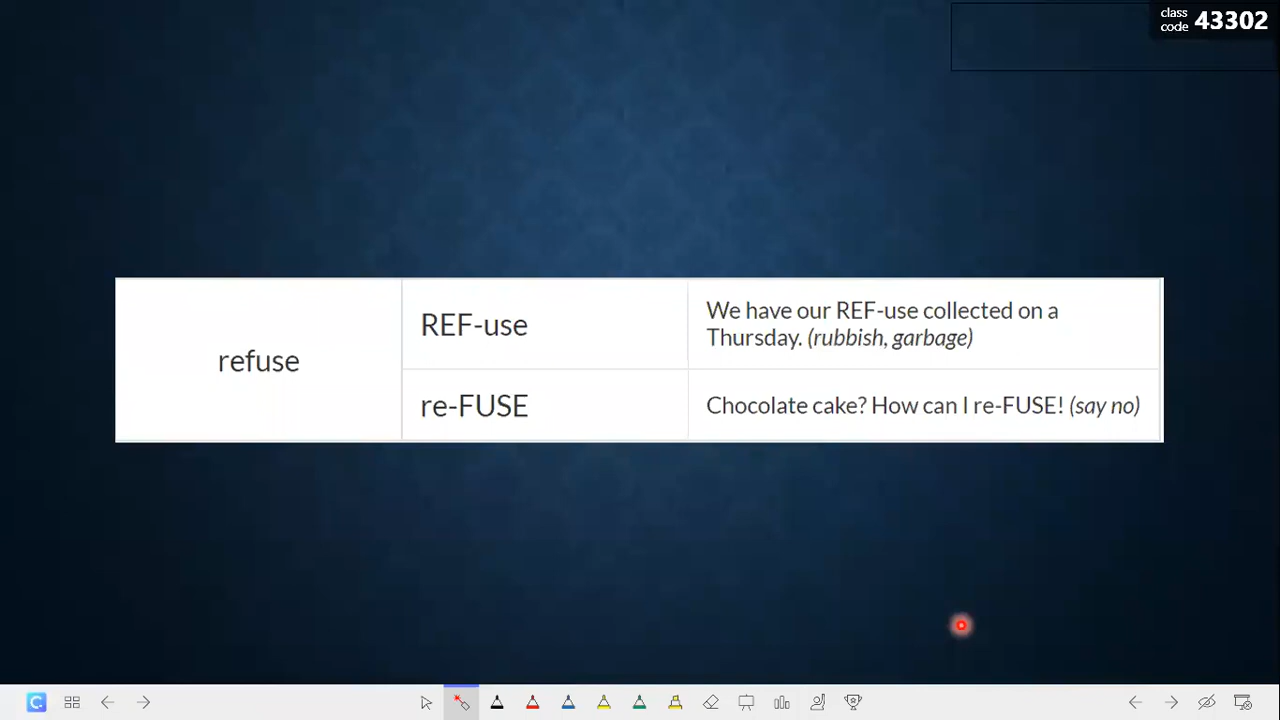 class
code 43302
refuse
REF-use
We have our REF-use collected on a
Thursday. (rubbish, garbage)
re-FUSE
Chocolate cake? How can I re-FUSE! (say no)